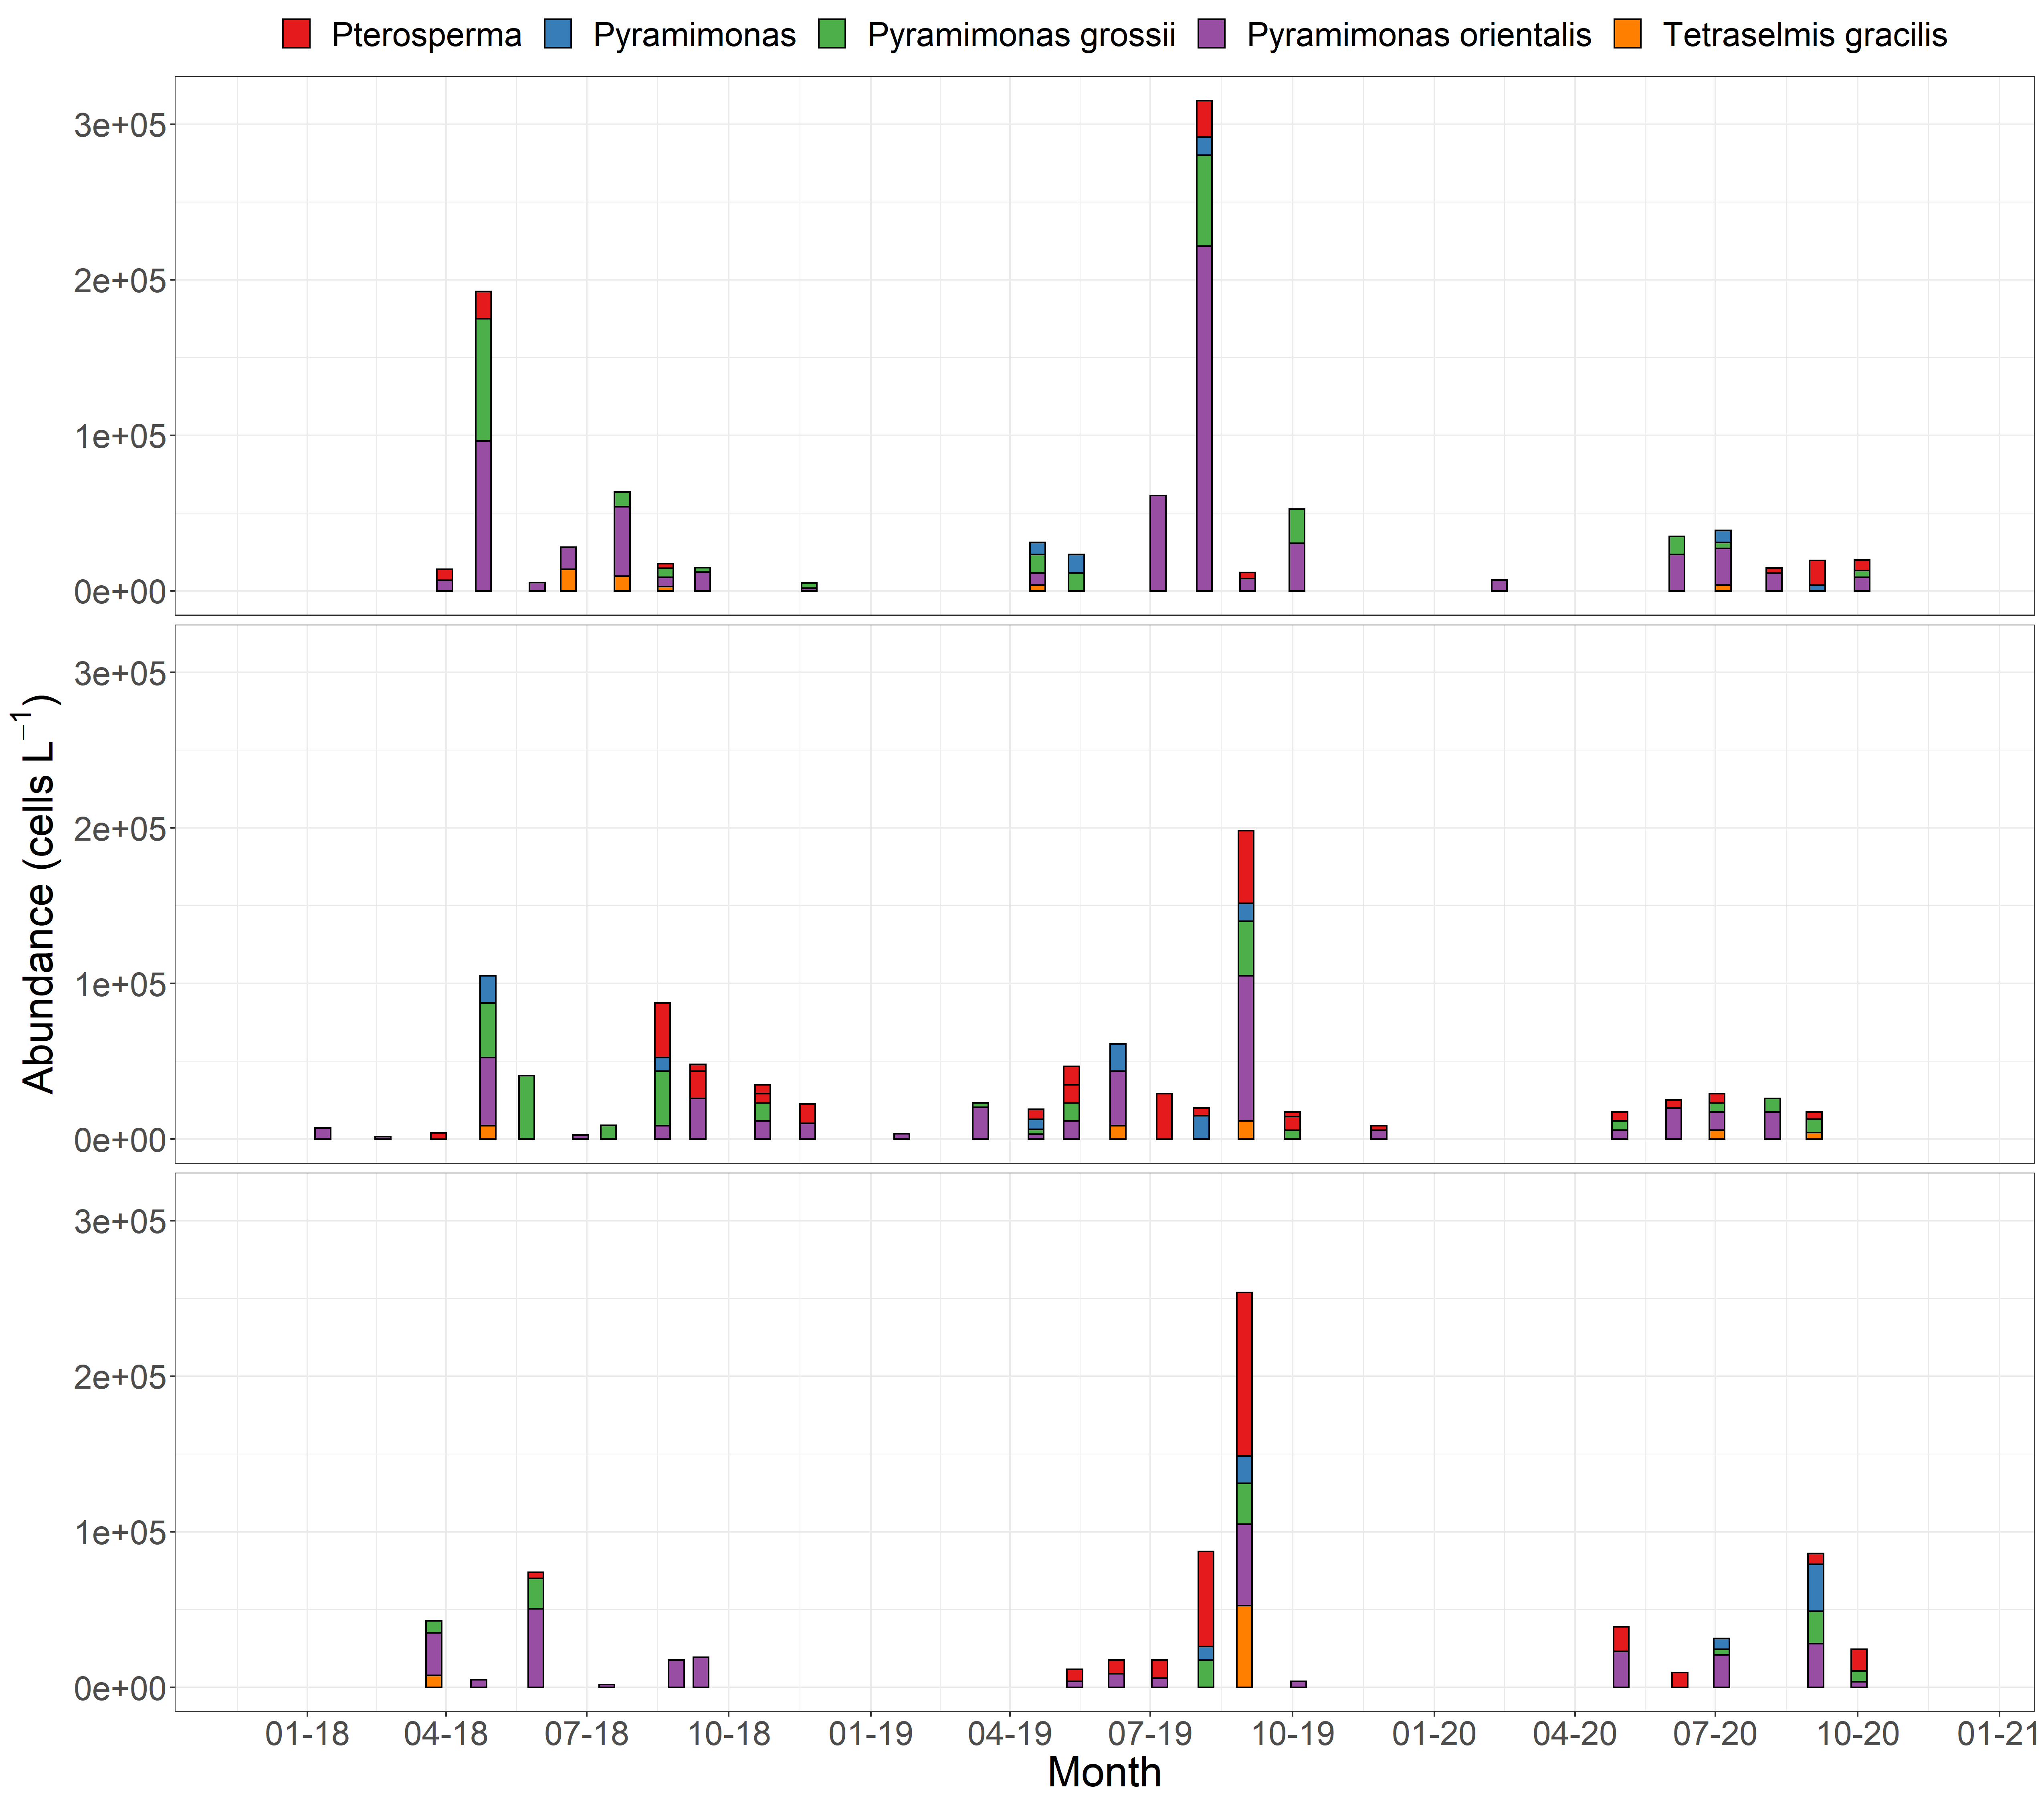 Pterosperma Pyramimonas Pyramimonas grossii Pyramimonas orientalis Tetraselmis gracilis
3e+05
2e+05
1e+05
0e+00
3e+05
2e+05
1e+05
0e+00
3e+05
2e+05
1e+05
0e+00
Abundance (cells L⁻¹)
01-18 04-18 07-18 10-18 01-19 04-19 07-19 10-19 01-20 04-20 07-20 10-20 01-21
Month